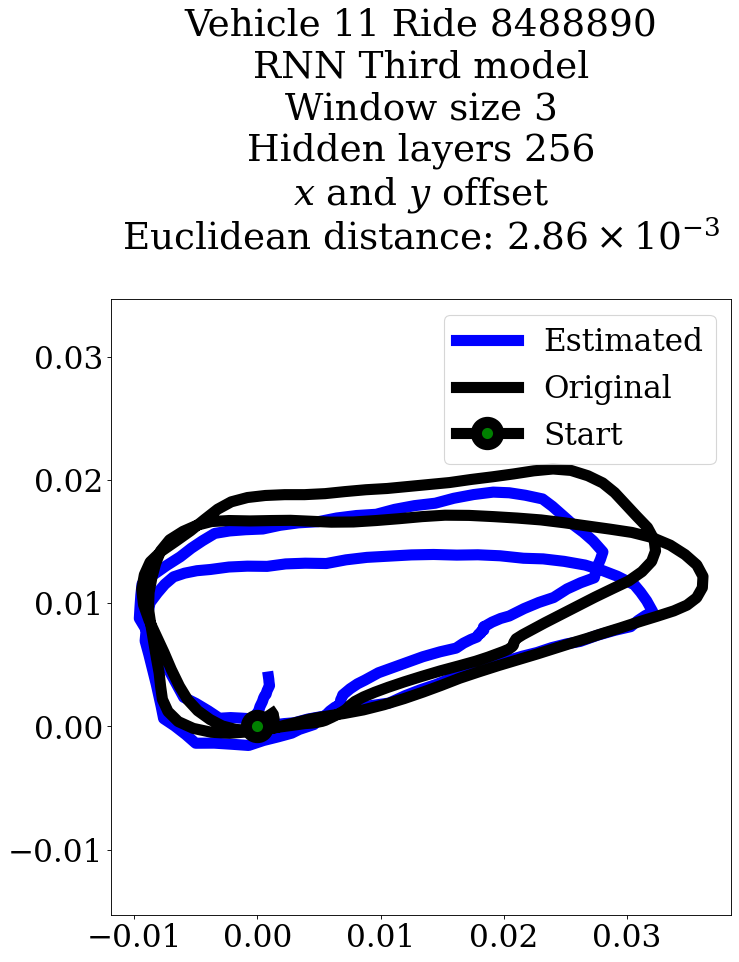 Vehicle 11 Ride 8488890
RNN Third model
Window size 3
Hidden layers 256
x and y offset
Euclidean distance: 2.86 × 10⁻³
Estimated
Original
Start
0.03
0.02
0.01
0.00
−0.01
−0.01 0.00 0.01 0.02 0.03